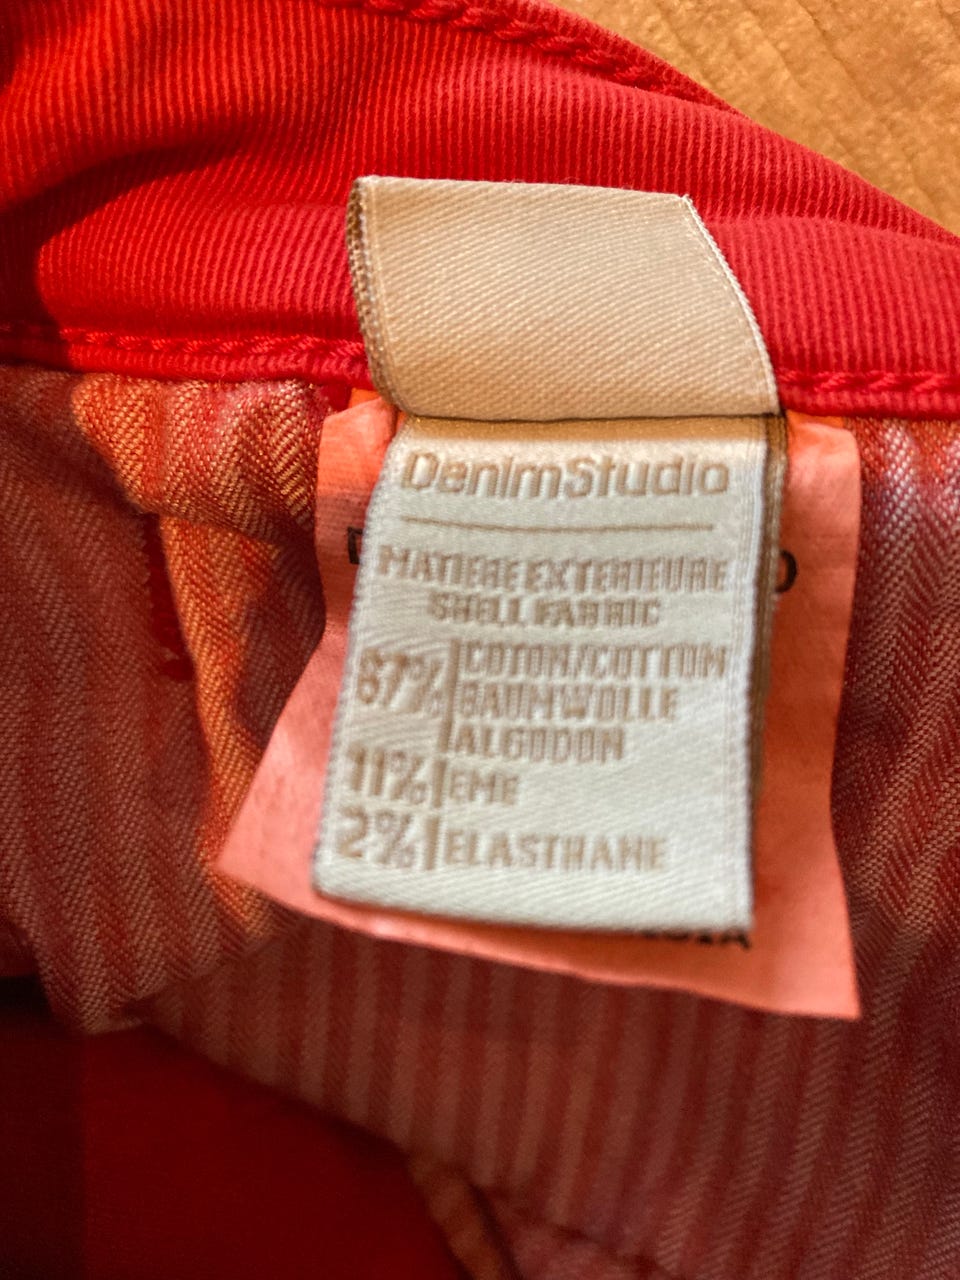 DenimStudio
MATIERE EXTERIEURE
SHELL FABRIC
87% COTON/COTTON
BAUMWOLLE
ALGODON
11% EME
2% ELASTHANE